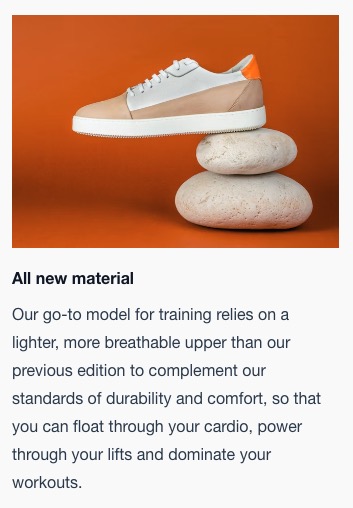 All new material
Our go-to model for training relies on a
lighter, more breathable upper than our
previous edition to complement our
standards of durability and comfort, so that
you can float through your cardio, power
through your lifts and dominate your
workouts.